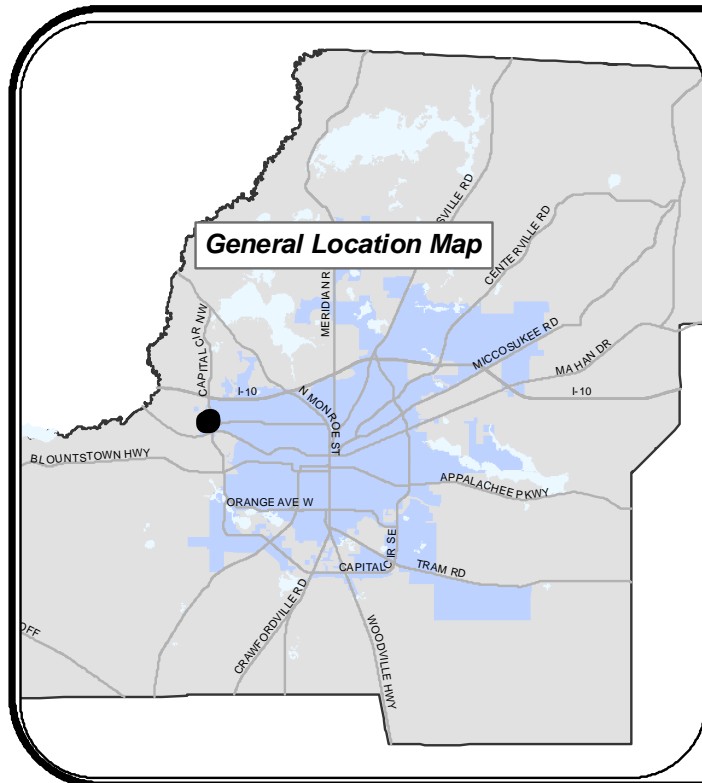 SVILLE RD
CENTERVILLE RD
General Location Map
MERIDIAN R
CAPITAL CIR NW
MICCOSUKEE RD
MAHAN DR
I-10
I-10
N MONROE ST
BLOUNTSTOWN HWY
APPALACHEE PKWY
ORANGE AVE W
CAPITAL CIR SE
TRAM RD
CRAWFORDVILLE RD
WOODVILLE HWY
OFF